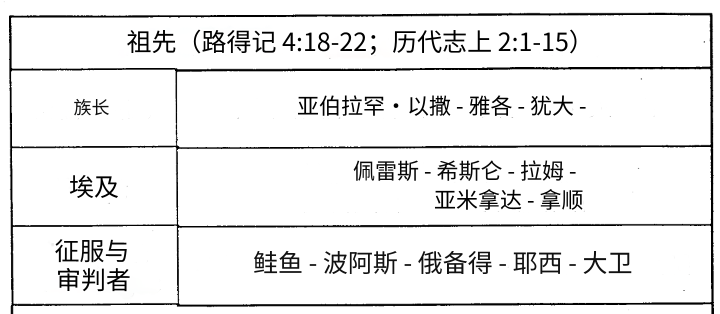 祖先（路得记 4:18-22；历代志上 2:1-15）
族长
亚伯拉罕·以撒 - 雅各 - 犹大 -
埃及
佩雷斯 - 希斯仑 - 拉姆 -
亚米拿达 - 拿顺
征服与
审判者
鲑鱼 - 波阿斯 - 俄备得 - 耶西 - 大卫